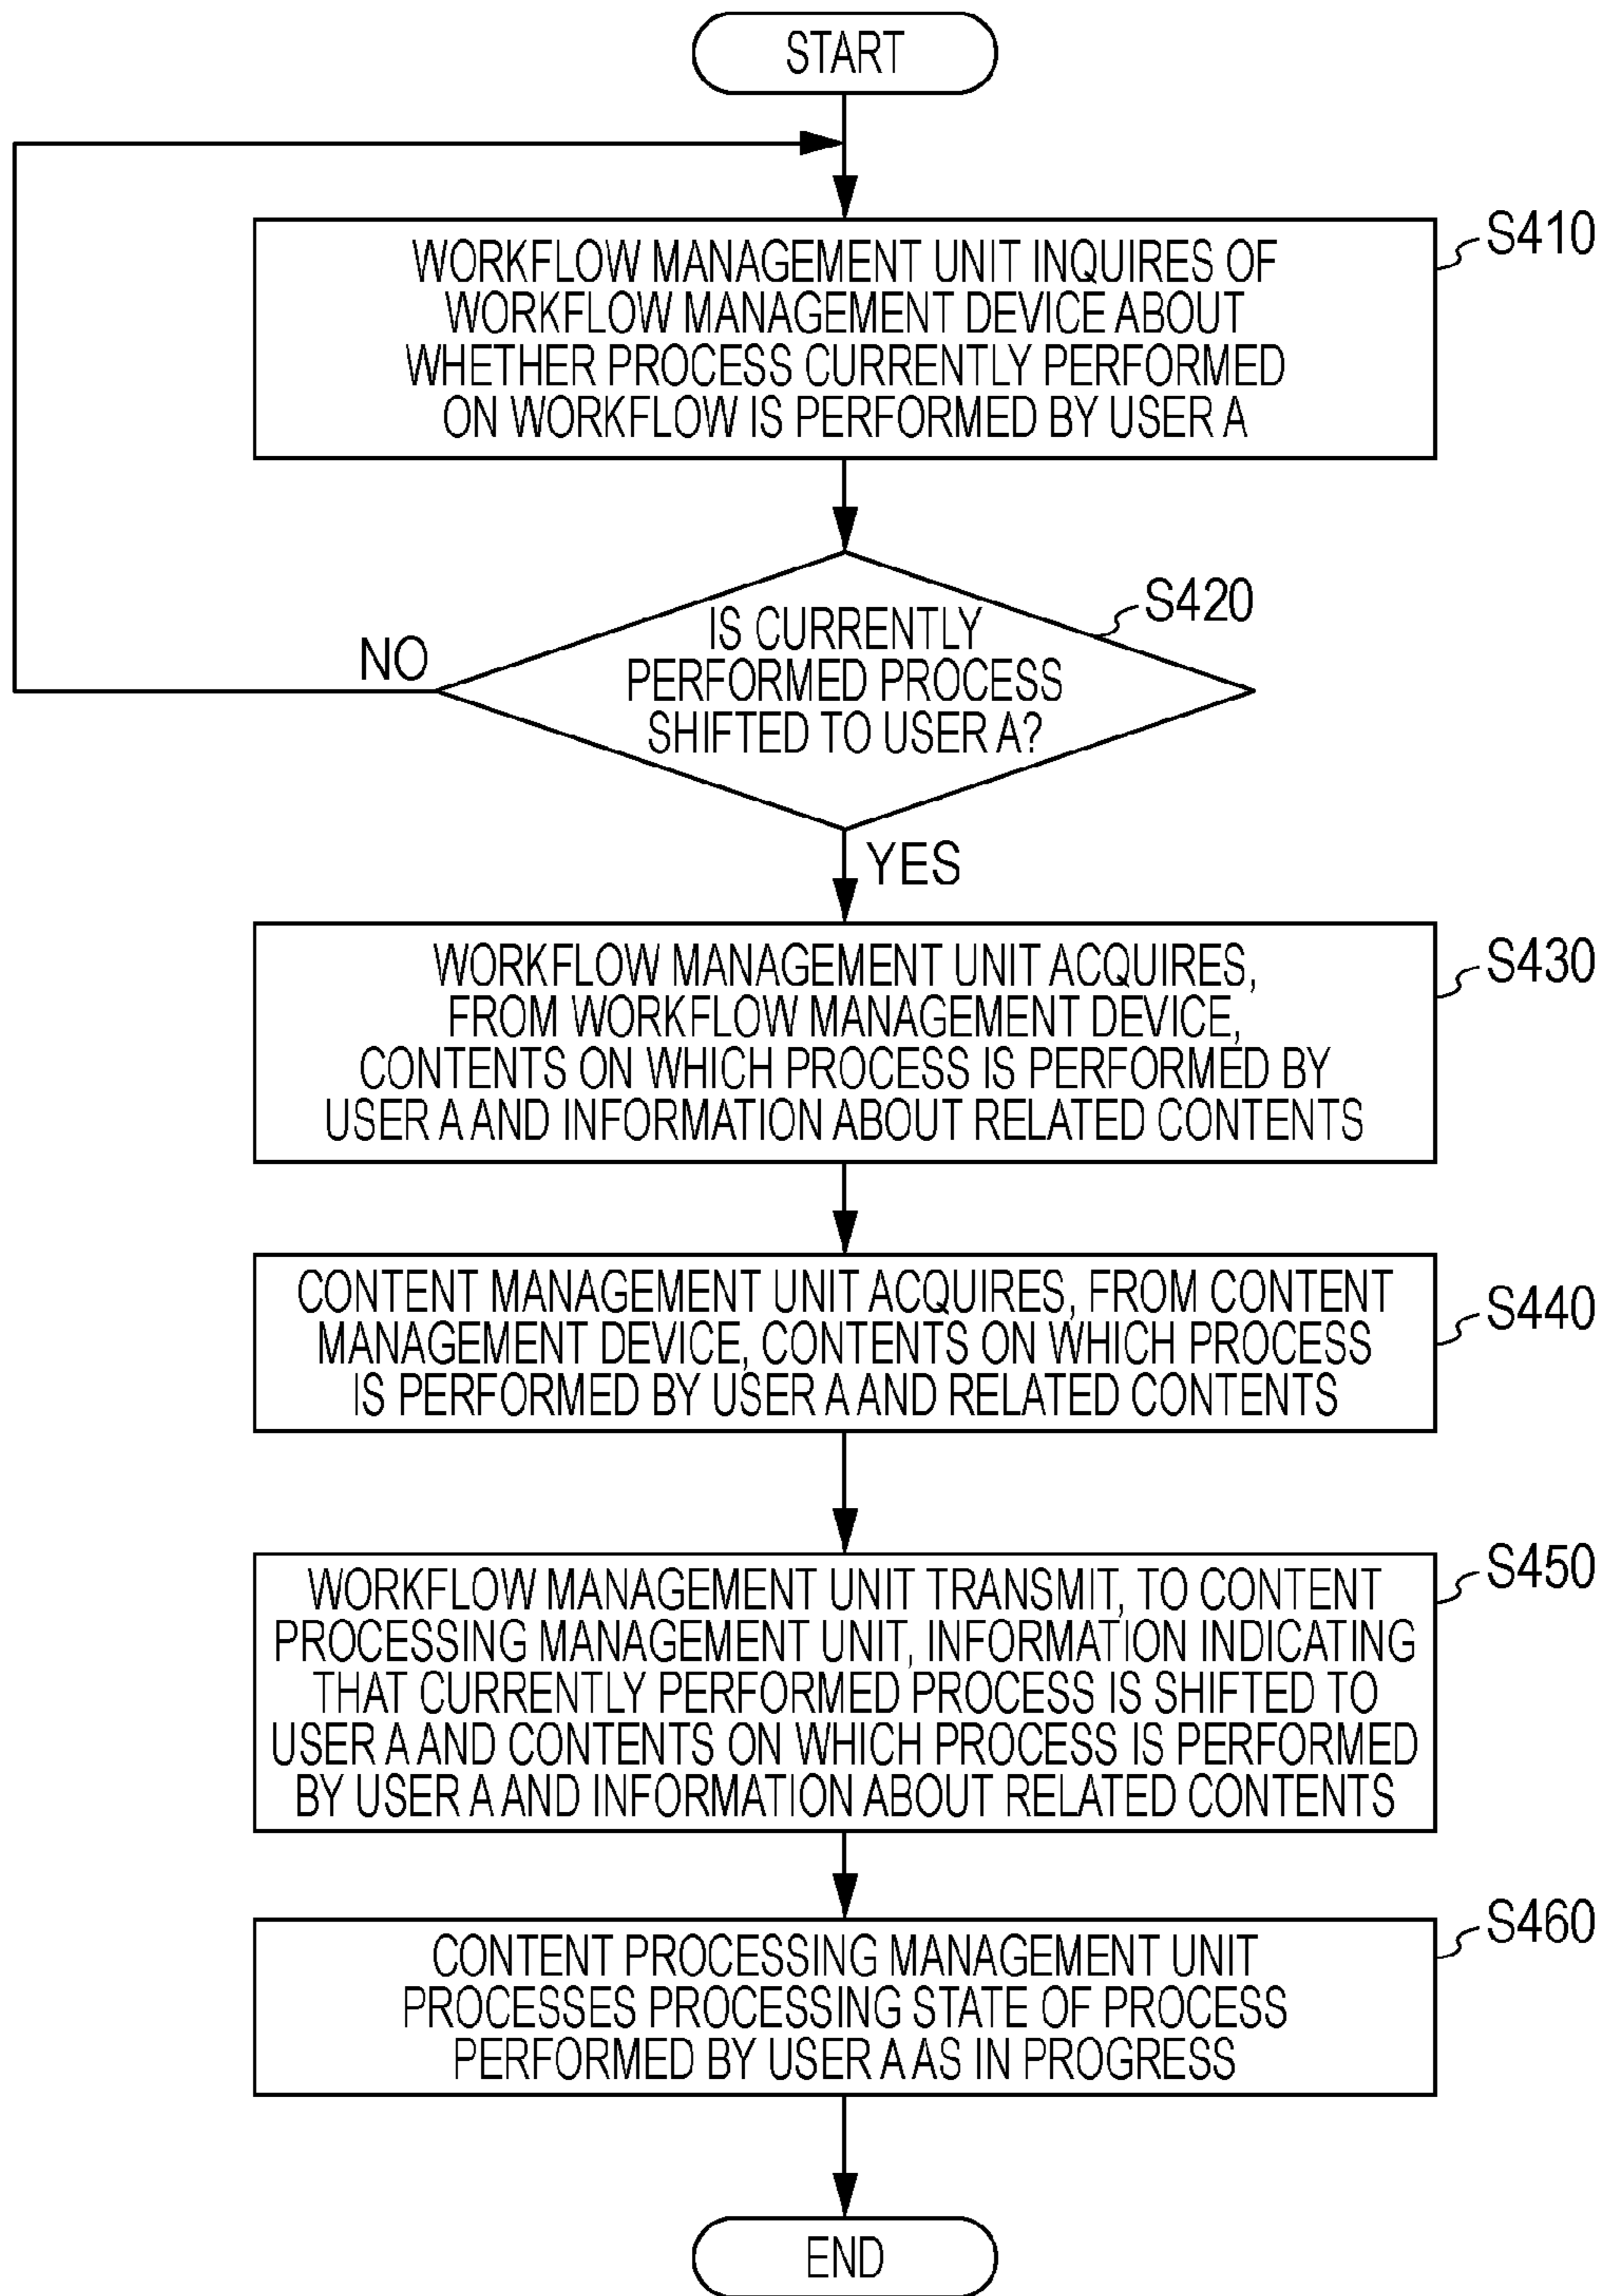 START
WORKFLOW MANAGEMENT UNIT INQUIRES OF
WORKFLOW MANAGEMENT DEVICE ABOUT
WHETHER PROCESS CURRENTLY PERFORMED
ON WORKFLOW IS PERFORMED BY USER A
S410
IS CURRENTLY
PERFORMED PROCESS
SHIFTED TO USER A?
S420
NO
YES
WORKFLOW MANAGEMENT UNIT ACQUIRES,
FROM WORKFLOW MANAGEMENT DEVICE,
CONTENTS ON WHICH PROCESS IS PERFORMED BY
USER A AND INFORMATION ABOUT RELATED CONTENTS
S430
CONTENT MANAGEMENT UNIT ACQUIRES, FROM CONTENT
MANAGEMENT DEVICE, CONTENTS ON WHICH PROCESS
IS PERFORMED BY USER A AND RELATED CONTENTS
S440
WORKFLOW MANAGEMENT UNIT TRANSMIT, TO CONTENT
PROCESSING MANAGEMENT UNIT, INFORMATION INDICATING
THAT CURRENTLY PERFORMED PROCESS IS SHIFTED TO
USER A AND CONTENTS ON WHICH PROCESS IS PERFORMED
BY USER A AND INFORMATION ABOUT RELATED CONTENTS
S450
CONTENT PROCESSING MANAGEMENT UNIT
PROCESSES PROCESSING STATE OF PROCESS
PERFORMED BY USER A AS IN PROGRESS
S460
END